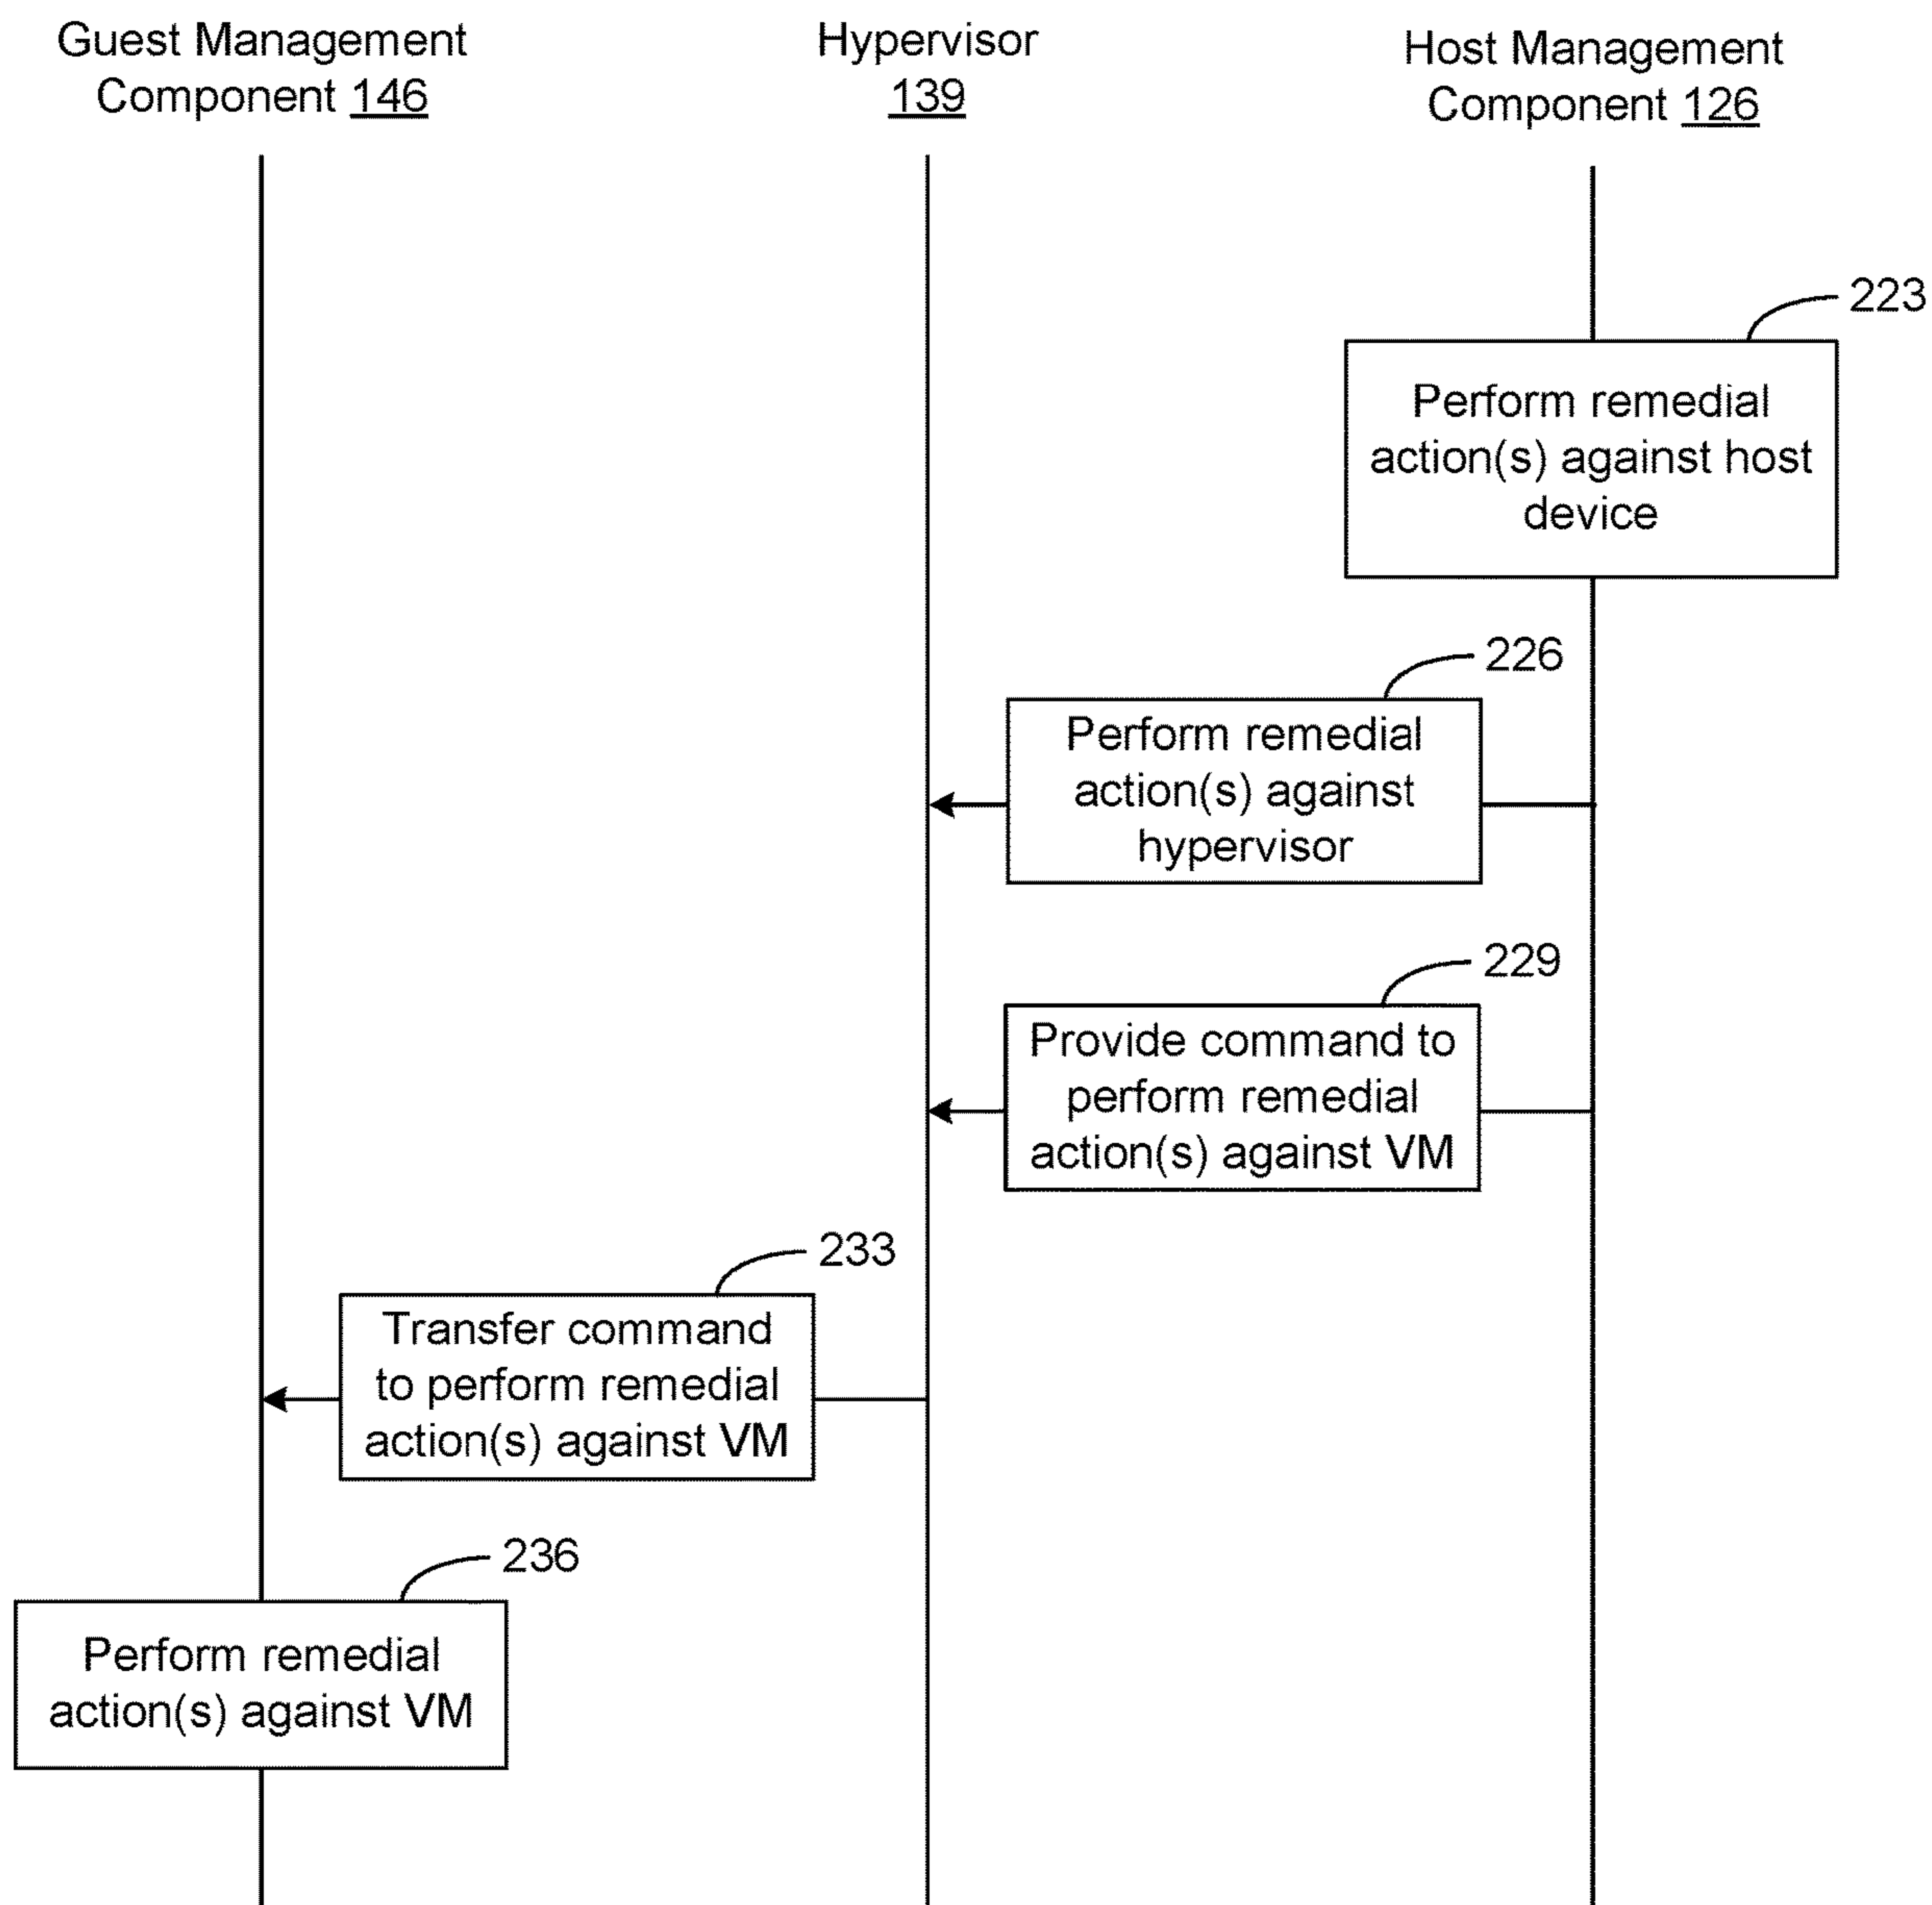 Guest Management
Component 146
Hypervisor
139
Host Management
Component 126
223
Perform remedial
action(s) against host
device
226
Perform remedial
action(s) against
hypervisor
229
Provide command to
perform remedial
action(s) against VM
233
Transfer command
to perform remedial
action(s) against VM
236
Perform remedial
action(s) against VM